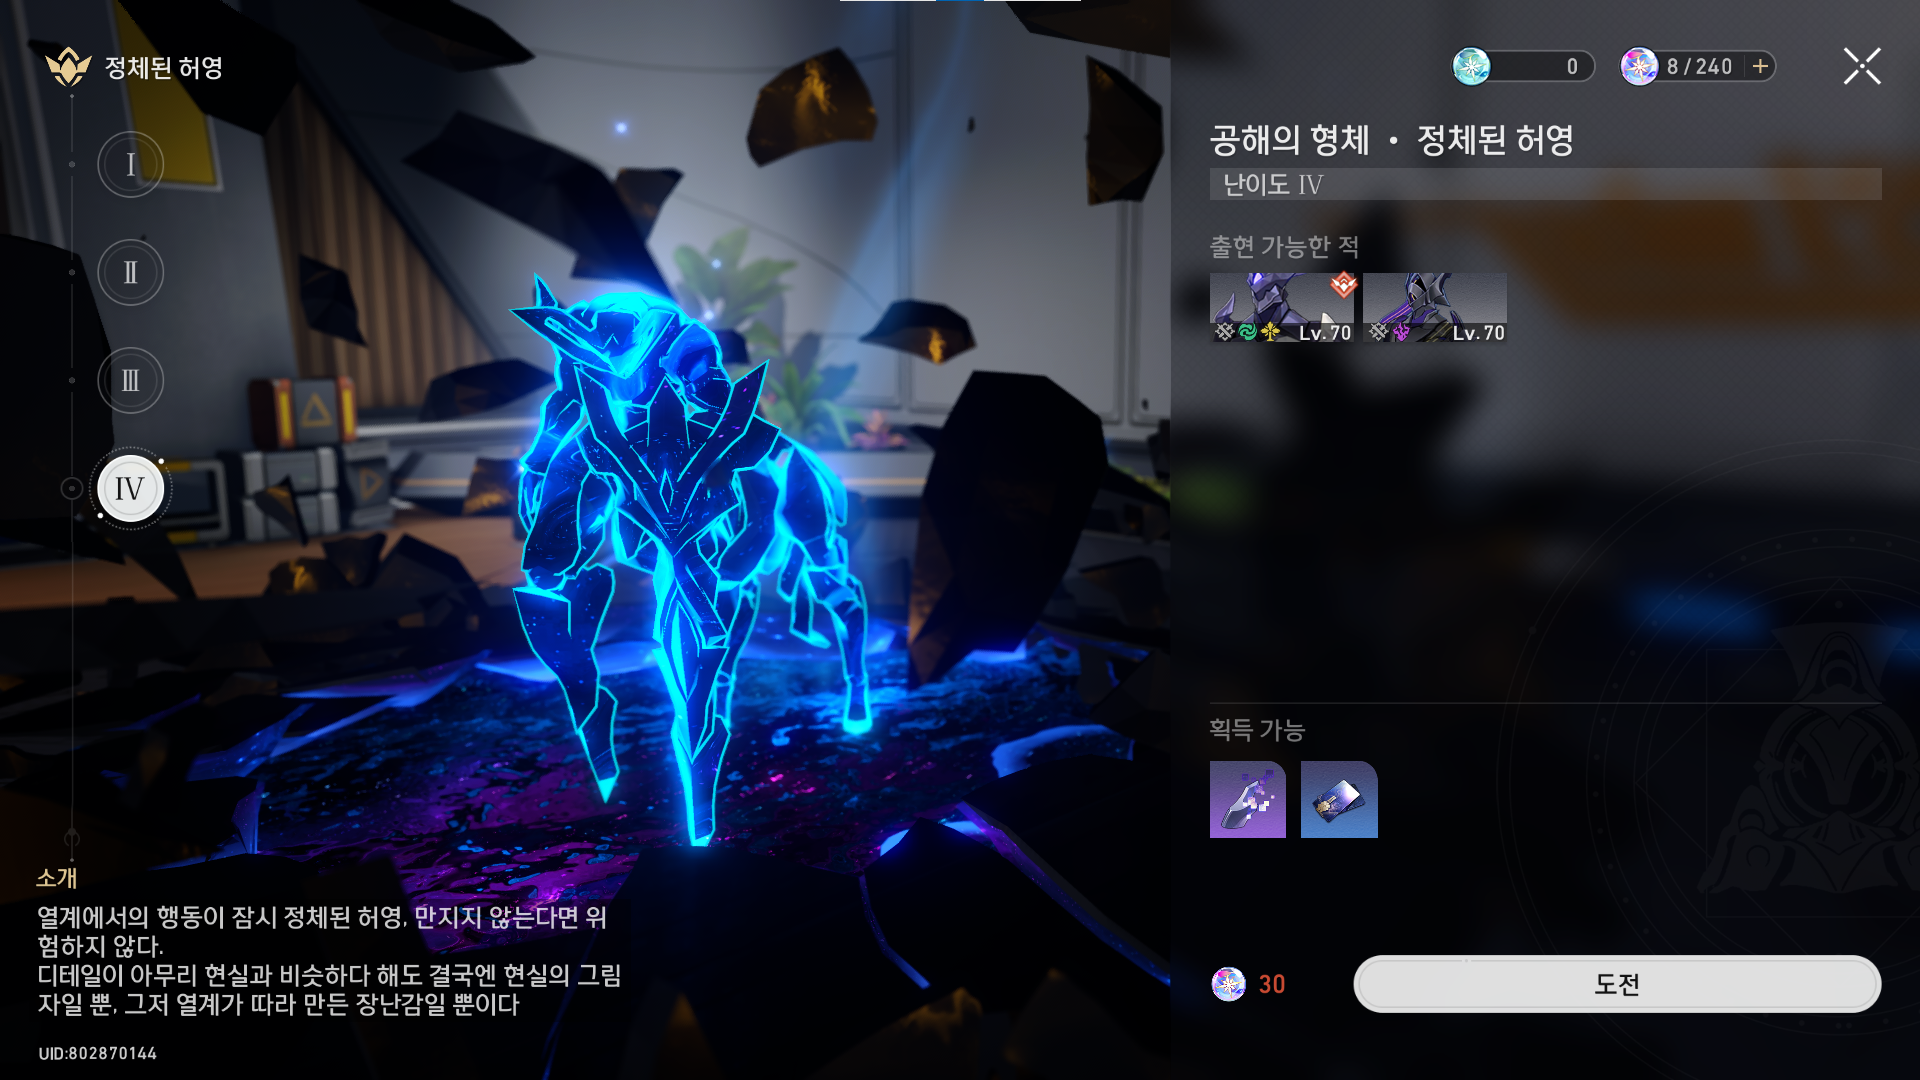 정체된 허영
0
8 / 240
I
II
III
IV
공해의 형체 • 정체된 허영
난이도 IV
출현 가능한 적
Lv.70
Lv.70
획득 가능
소개
열계에서의 행동이 잠시 정체된 허영, 만지지 않는다면 위
험하지 않다.
디테일이 아무리 현실과 비슷하다 해도 결국엔 현실의 그림
자일 뿐, 그저 열계가 따라 만든 장난감일 뿐이다
30
도전
UID:802870144